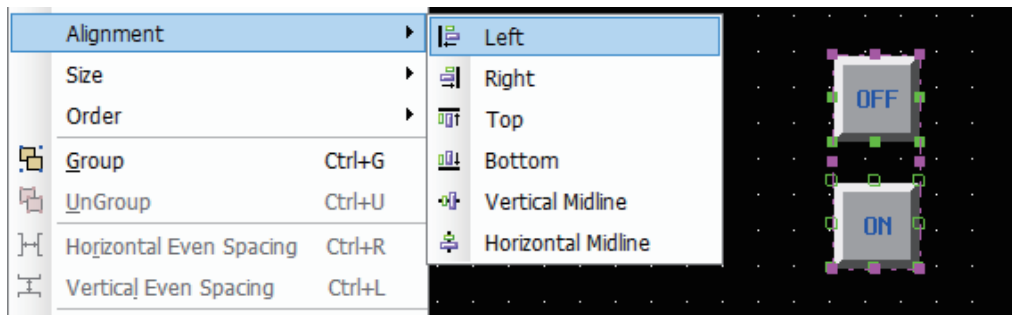 Alignment
Size
Order
Group Ctrl+G
UnGroup Ctrl+U
Horizontal Even Spacing Ctrl+R
Vertical Even Spacing Ctrl+L
Left
Right
Top
Bottom
Vertical Midline
Horizontal Midline
OFF
ON